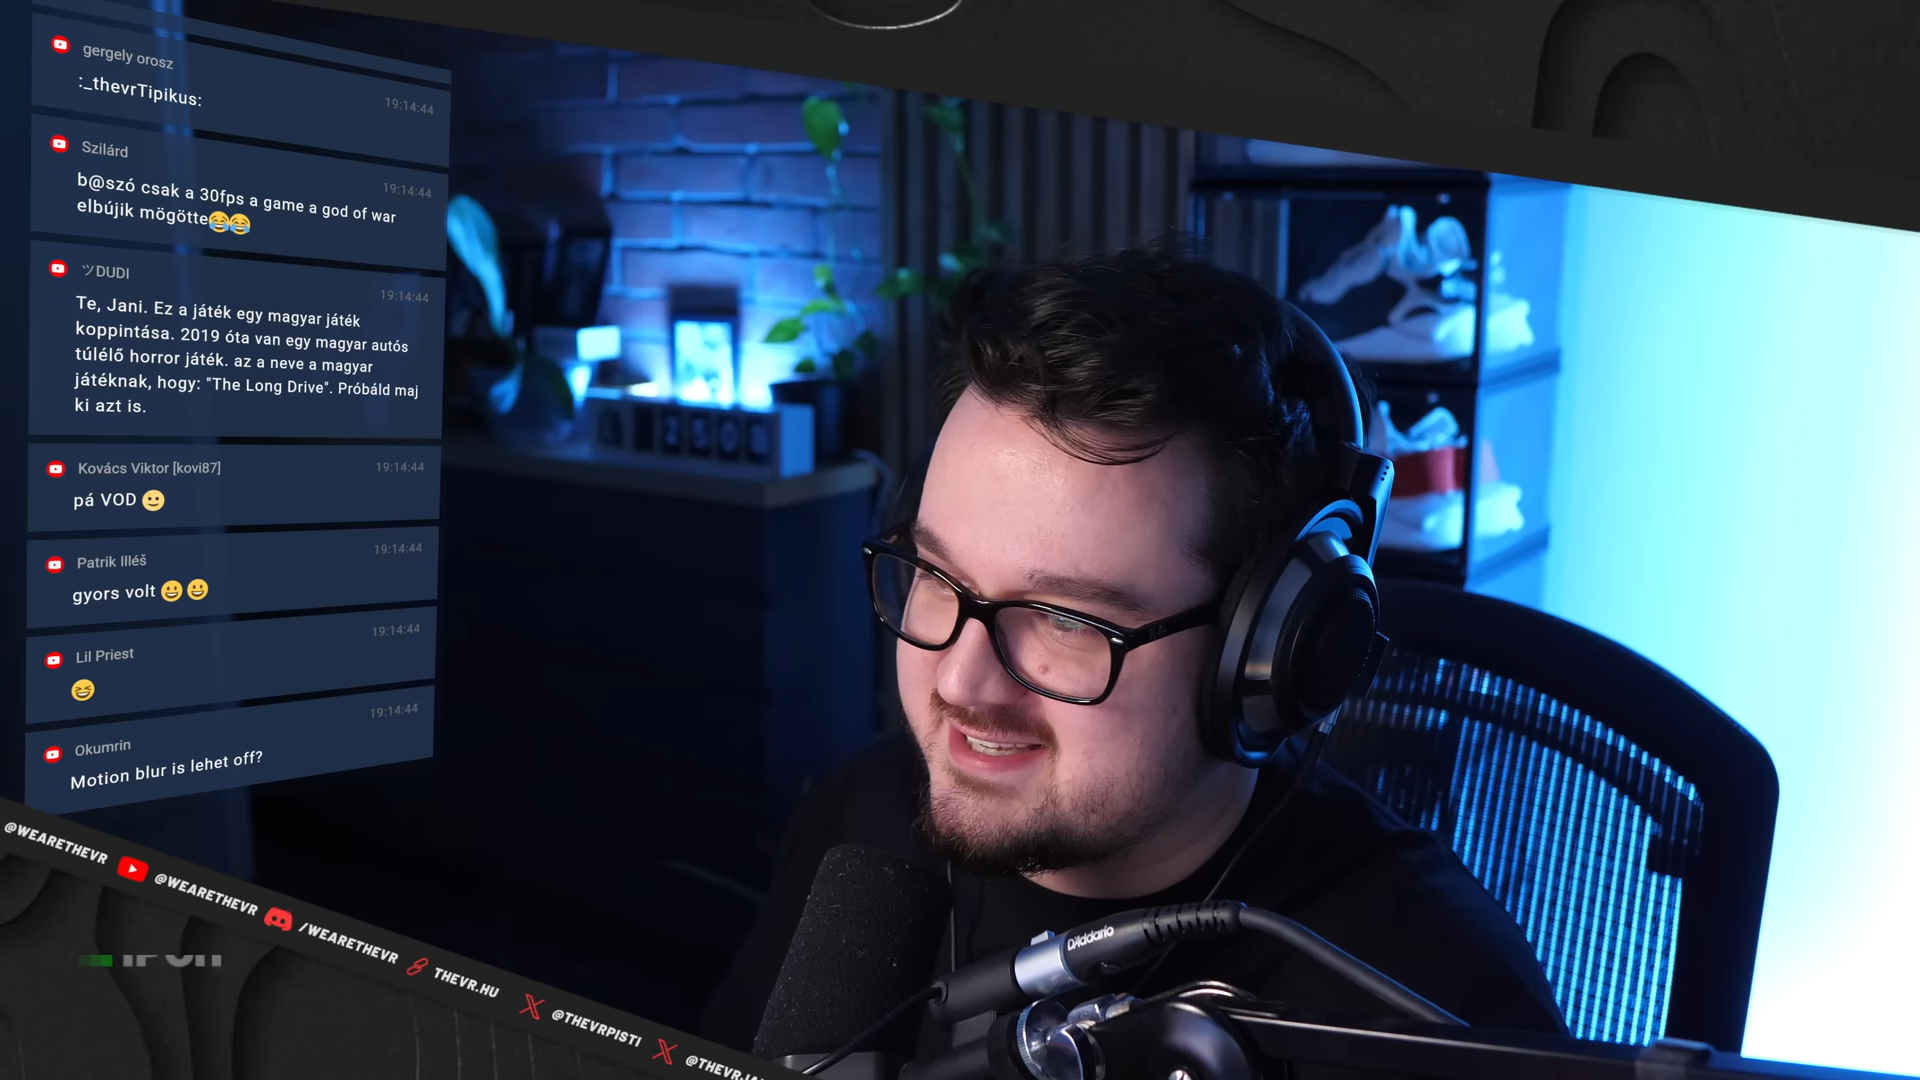 gergely orosz
19:14:44
:_thevrTipikus:
Szilárd
19:14:44
b@szó csak a 30fps a game a god of war
elbújik mögötte😂😂
ツDUDI
19:14:44
Te, Jani. Ez a játék egy magyar játék
koppintása. 2019 óta van egy magyar autós
túlélő horror játék. az a neve a magyar
játéknak, hogy: "The Long Drive". Próbáld maj
ki azt is.
Kovács Viktor [kovi87]
19:14:44
pá VOD 🙂
Patrik Illéš
19:14:44
gyors volt 😀 😀
Lil Priest
19:14:44
😆
Okumrin
19:14:44
Motion blur is lehet off?
D'Addario
@WEARETHEVR
@WEARETHEVR
/WEARETHEVR
THEVR.HU
@THEVRPISTI